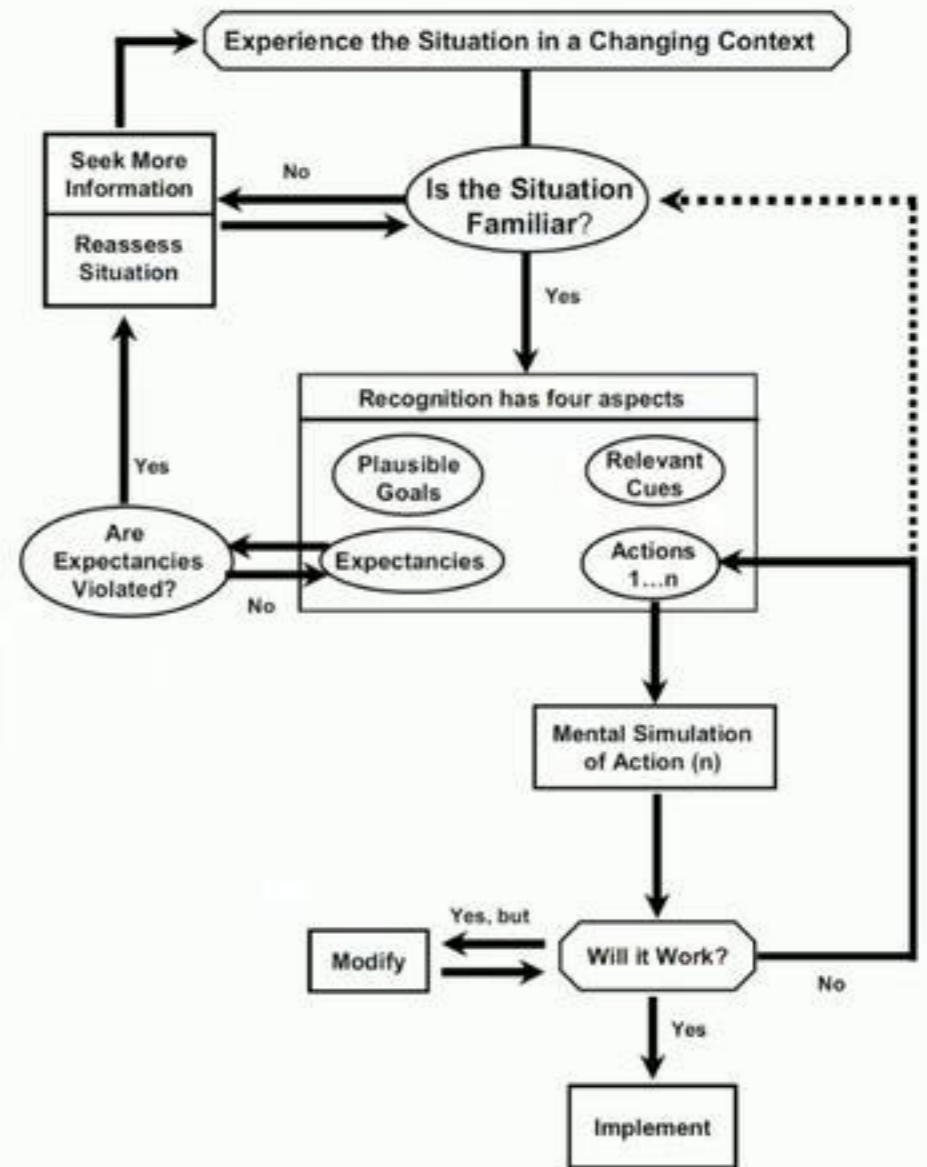 Experience the Situation in a Changing Context
Seek More
Information
Reassess
Situation
No
Is the Situation
Familiar?
Yes
Recognition has four aspects
Plausible
Goals
Relevant
Cues
Yes
Are
Expectancies
Violated?
No
Expectancies
Actions
1...n
Mental Simulation
of Action (n)
Yes, but
Modify
Will it Work?
No
Yes
Implement